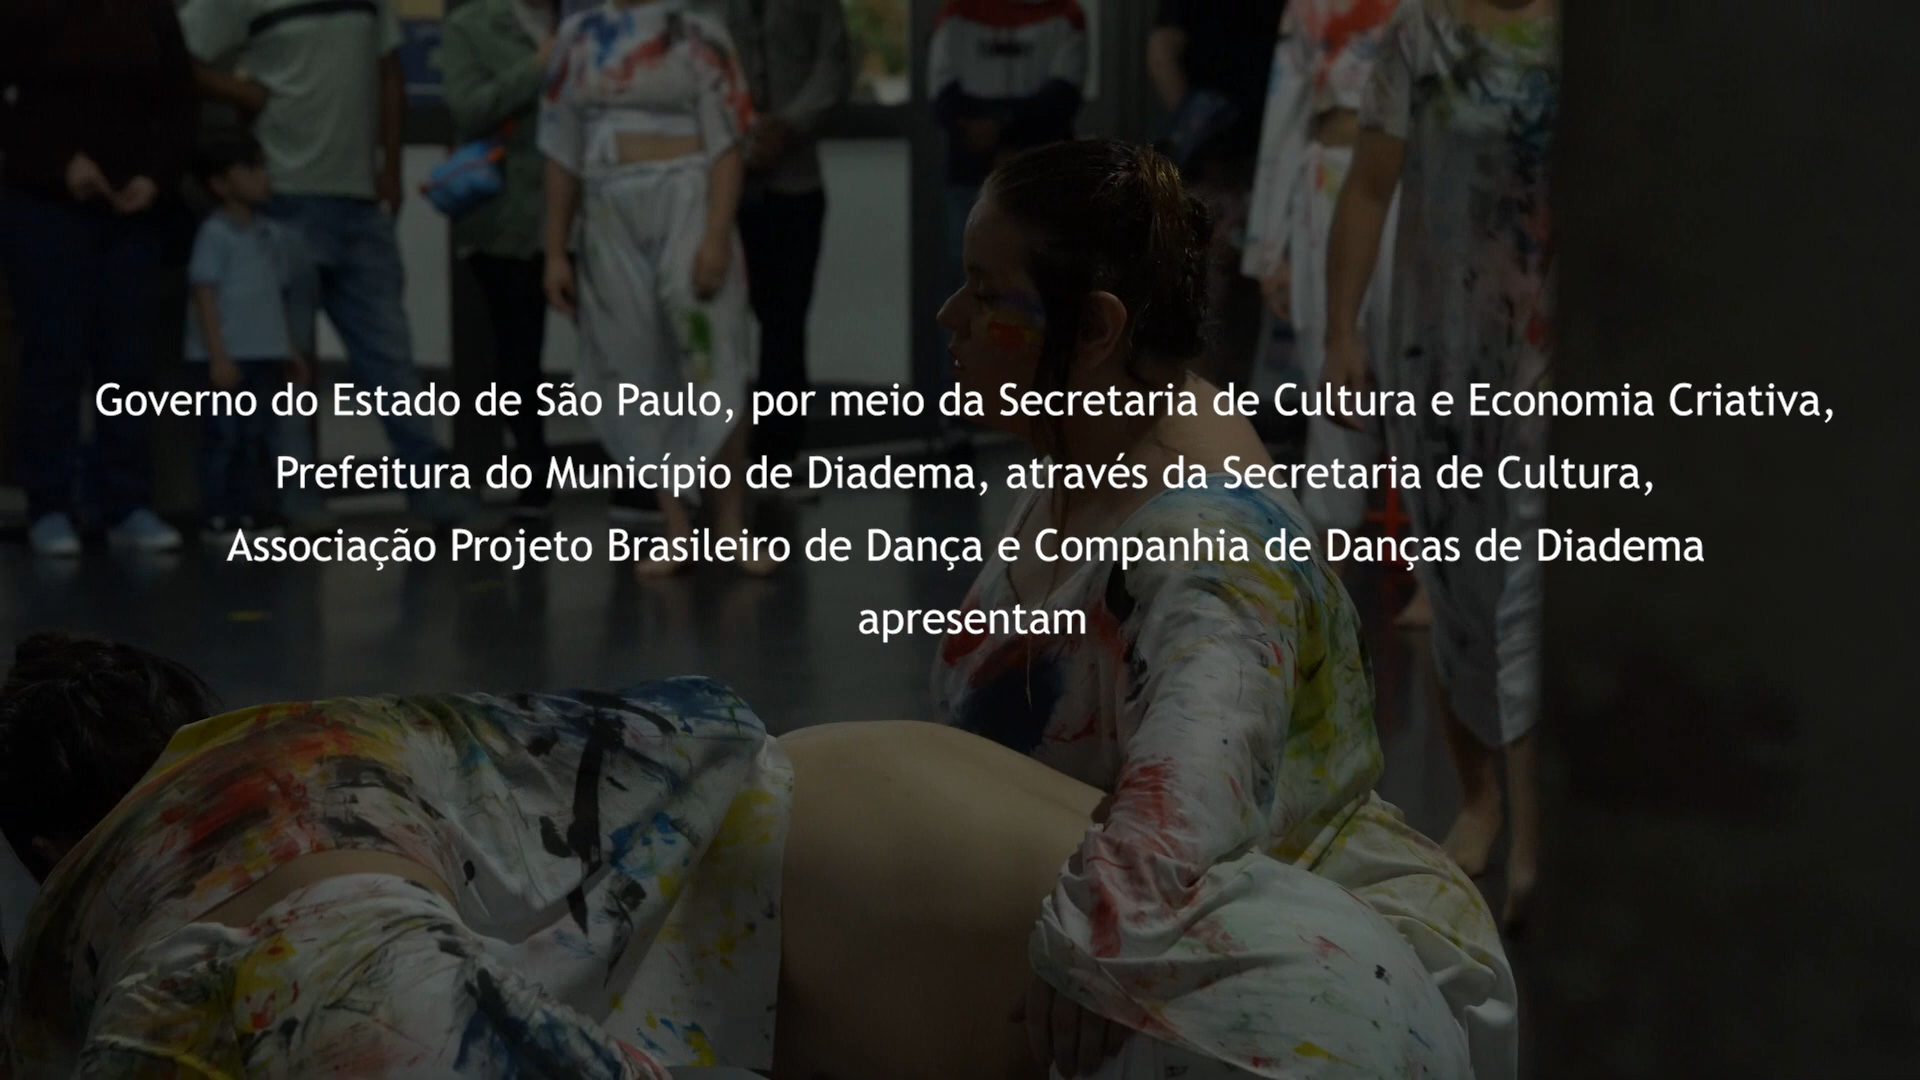 Governo do Estado de São Paulo, por meio da Secretaria de Cultura e Economia Criativa,
Prefeitura do Município de Diadema, através da Secretaria de Cultura,
Associação Projeto Brasileiro de Dança e Companhia de Danças de Diadema
apresentam